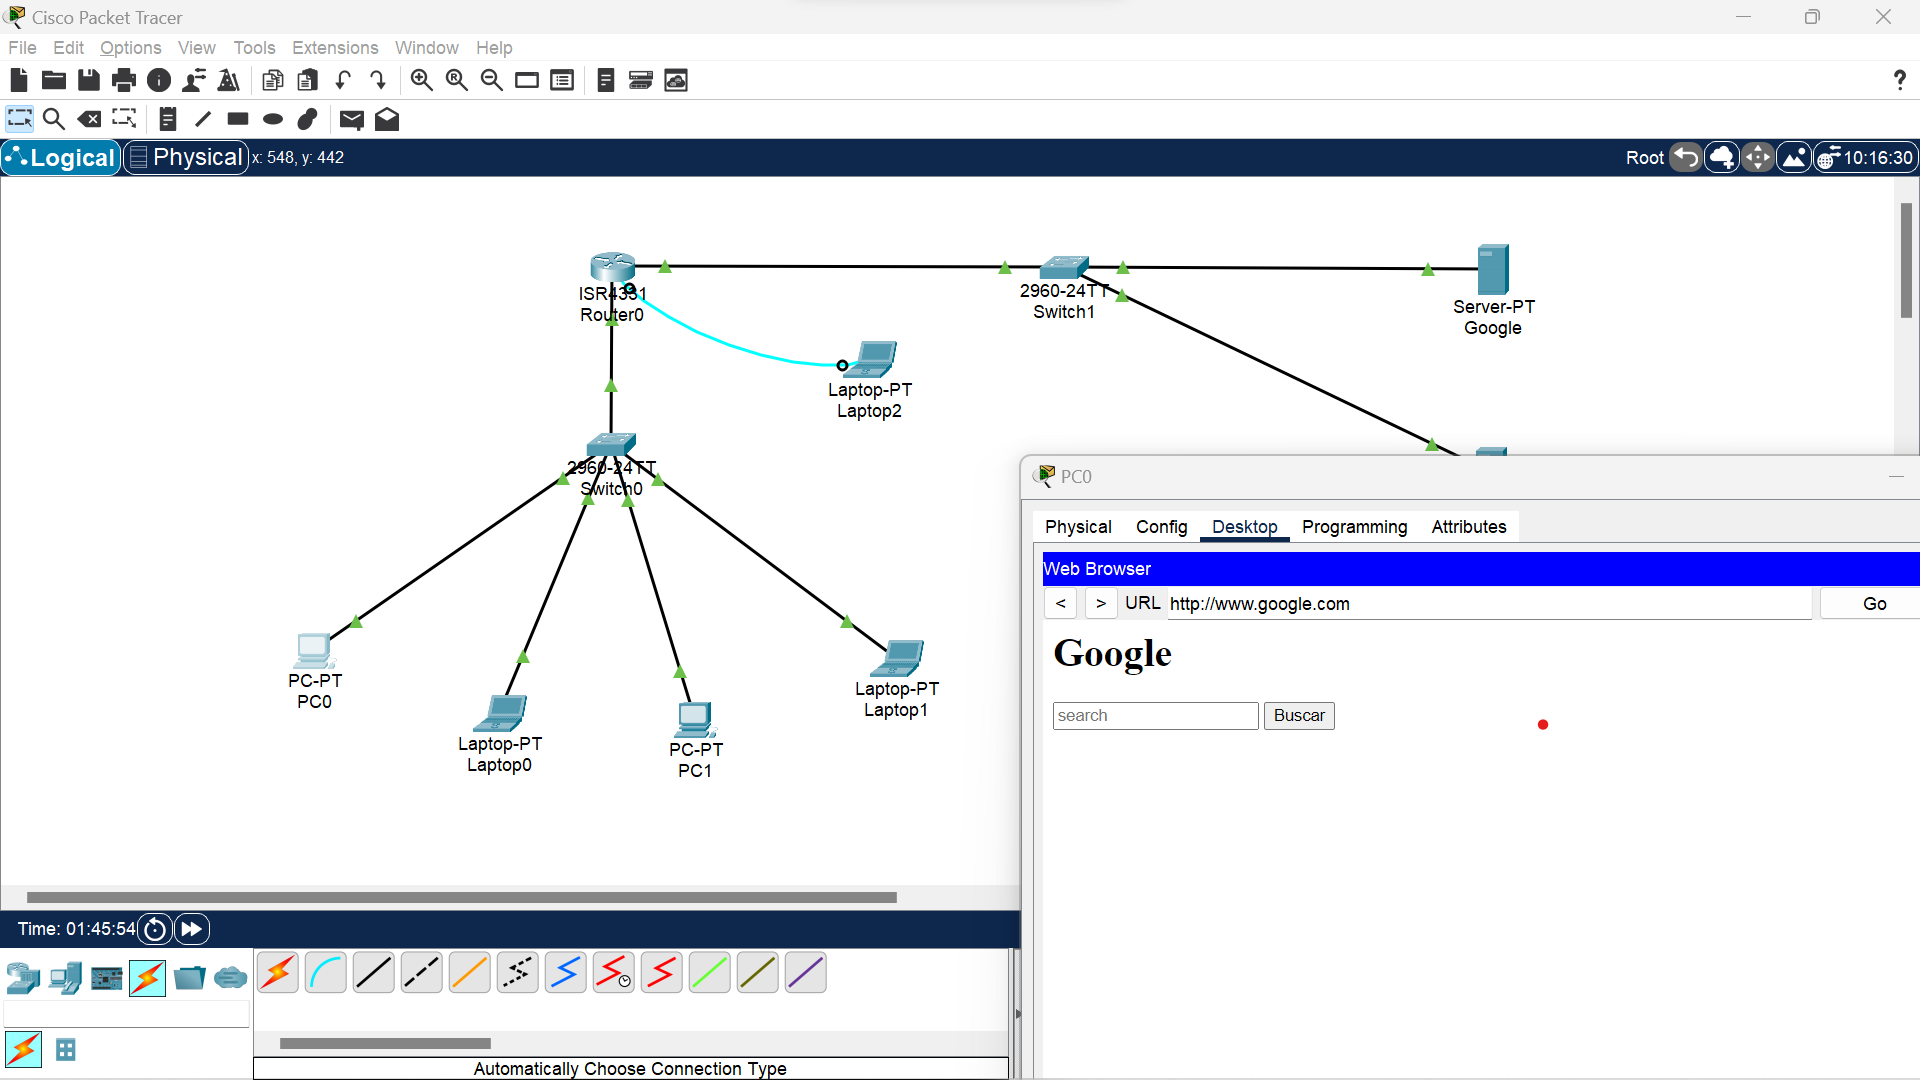 Cisco Packet Tracer
File Edit Options View Tools Extensions Window Help
Logical Physical x: 548, y: 442 Root 10:16:30
ISR4331
Router0
2960-24TT
Switch1
Server-PT
Google
Laptop-PT
Laptop2
2960-24TT
Switch0
PC-PT
PC0
Laptop-PT
Laptop0
PC-PT
PC1
Laptop-PT
Laptop1
PC0
Physical Config Desktop Programming Attributes
Web Browser
< > URL http://www.google.com Go
Google
search Buscar
Time: 01:45:54
Automatically Choose Connection Type